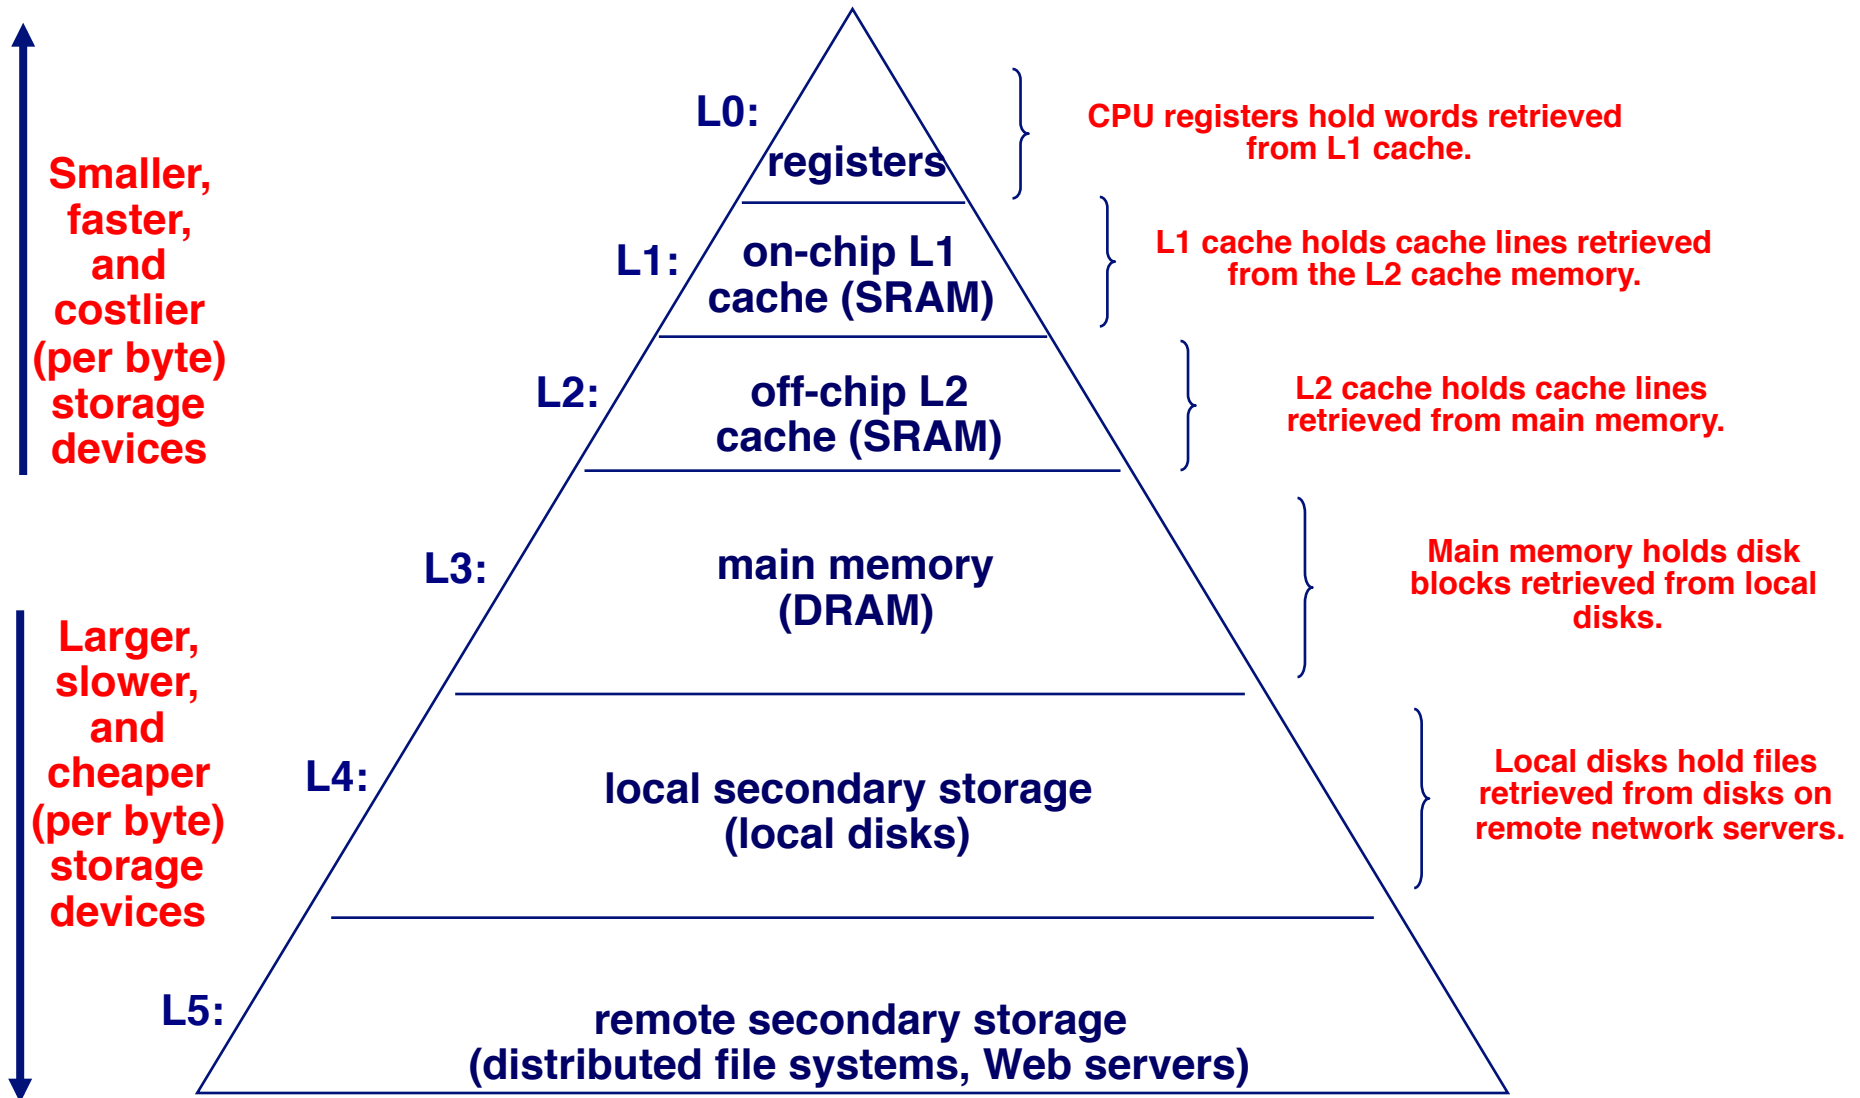 Smaller,
faster,
and
costlier
(per byte)
storage
devices
Larger,
slower,
and
cheaper
(per byte)
storage
devices
L0:
registers
CPU registers hold words retrieved
from L1 cache.
L1:
on-chip L1
cache (SRAM)
L1 cache holds cache lines retrieved
from the L2 cache memory.
L2:
off-chip L2
cache (SRAM)
L2 cache holds cache lines
retrieved from main memory.
L3:
main memory
(DRAM)
Main memory holds disk
blocks retrieved from local
disks.
L4:
local secondary storage
(local disks)
Local disks hold files
retrieved from disks on
remote network servers.
L5:
remote secondary storage
(distributed file systems, Web servers)